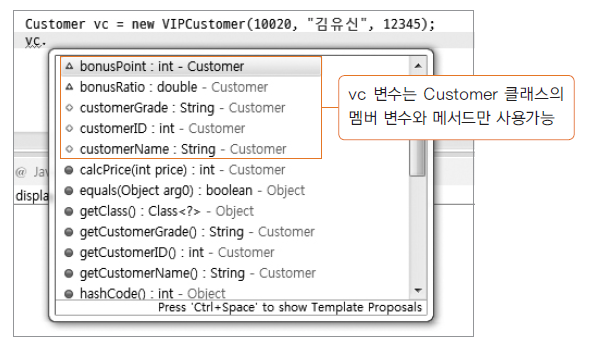 Customer vc = new VIPCustomer(10020, "김유신", 12345);
vc.
bonusPoint : int - Customer
bonusRatio : double - Customer
customerGrade : String - Customer
customerID : int - Customer
customerName : String - Customer
calcPrice(int price) : int - Customer
equals(Object arg0) : boolean - Object
getClass() : Class<?> - Object
getCustomerGrade() : String - Customer
getCustomerID() : int - Customer
getCustomerName() : String - Customer
hashCode() : int - Object
Press 'Ctrl+Space' to show Template Proposals
vc 변수는 Customer 클래스의
멤버 변수와 메서드만 사용가능
@ Jav
displa